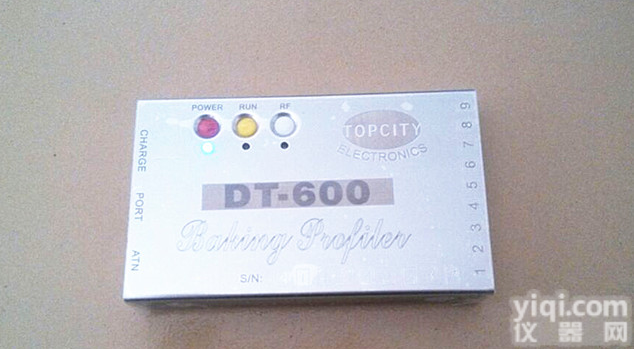 POWER RUN RF
TOPCITY
ELECTRONICS
CHARGE PORT ATN
DT-600
Baking Profiler
S/N:
1 2 3 4 5 6 7 8 9
yiqi.com
仪器网